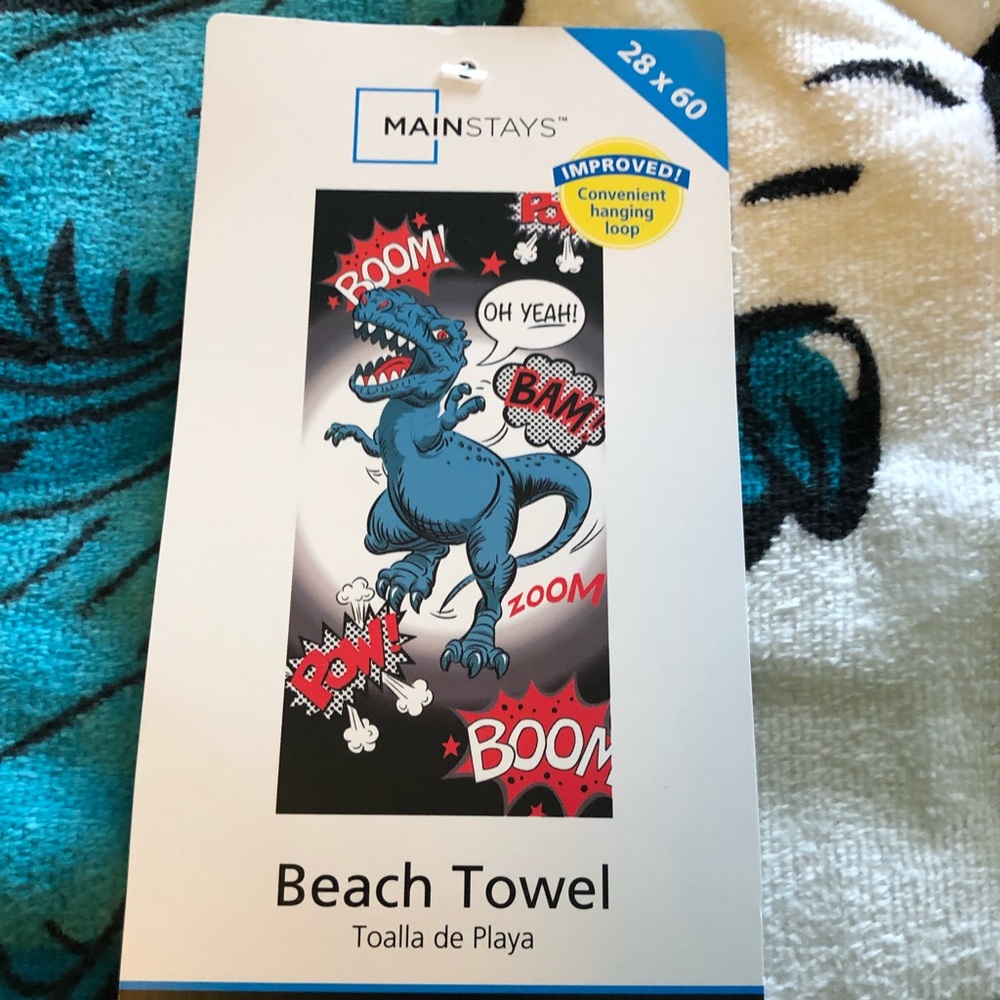 28 x 60
MAINSTAYS™
IMPROVED!
Convenient
hanging
loop
POW
BOOM!
OH YEAH!
BAM!
ZOOM
POW!
BOOM
Beach Towel
Toalla de Playa